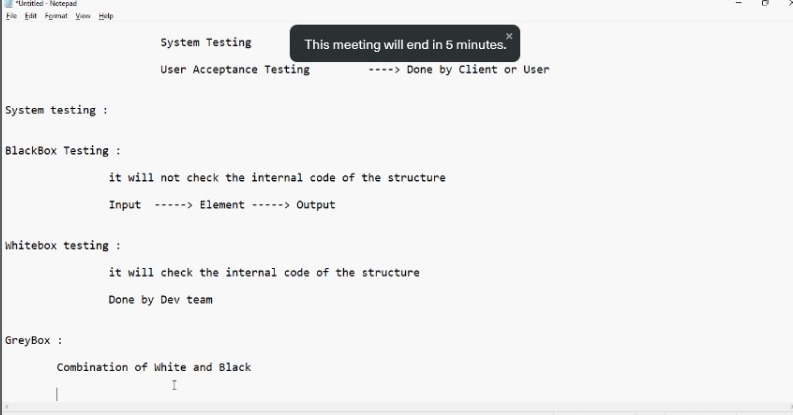 *Untitled - Notepad
File Edit Format View Help
System Testing
This meeting will end in 5 minutes.
User Acceptance Testing ----> Done by Client or User
System testing :
BlackBox Testing :
it will not check the internal code of the structure
Input -----> Element -----> Output
Whitebox testing :
it will check the internal code of the structure
Done by Dev team
GreyBox :
Combination of White and Black